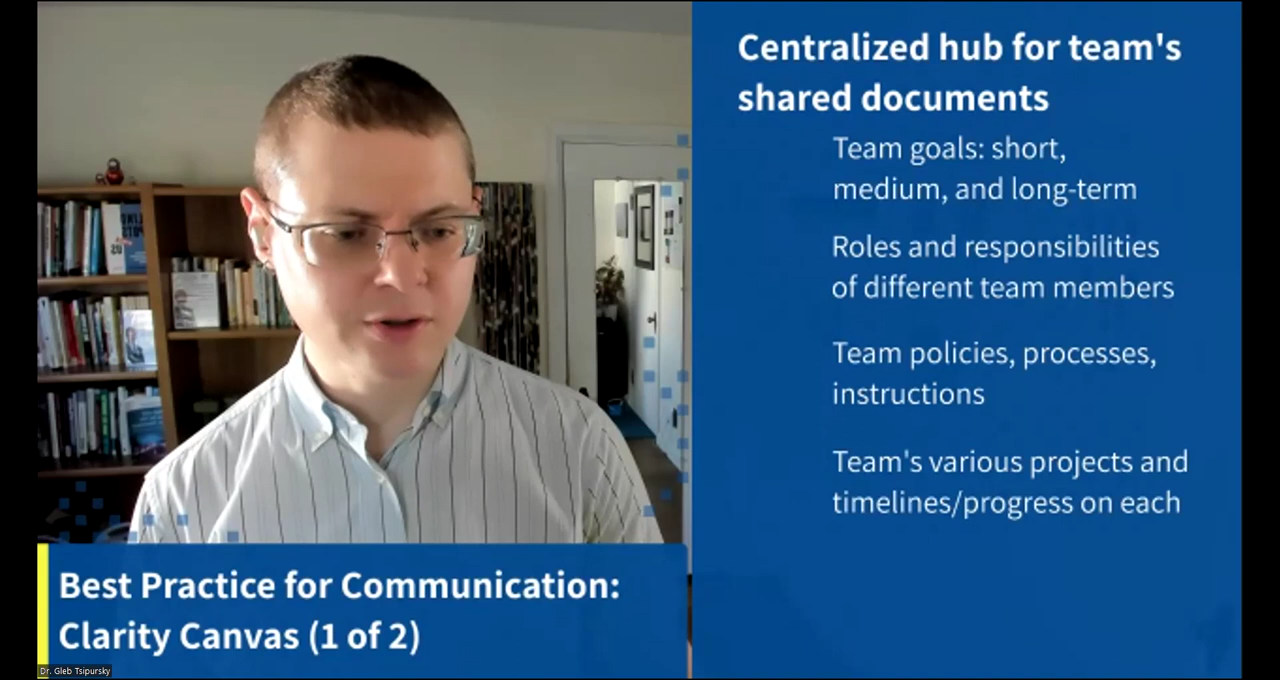 Centralized hub for team's
shared documents
Team goals: short,
medium, and long-term
Roles and responsibilities
of different team members
Team policies, processes,
instructions
Team's various projects and
timelines/progress on each
Best Practice for Communication:
Clarity Canvas (1 of 2)
Dr. Gleb Tsipursky